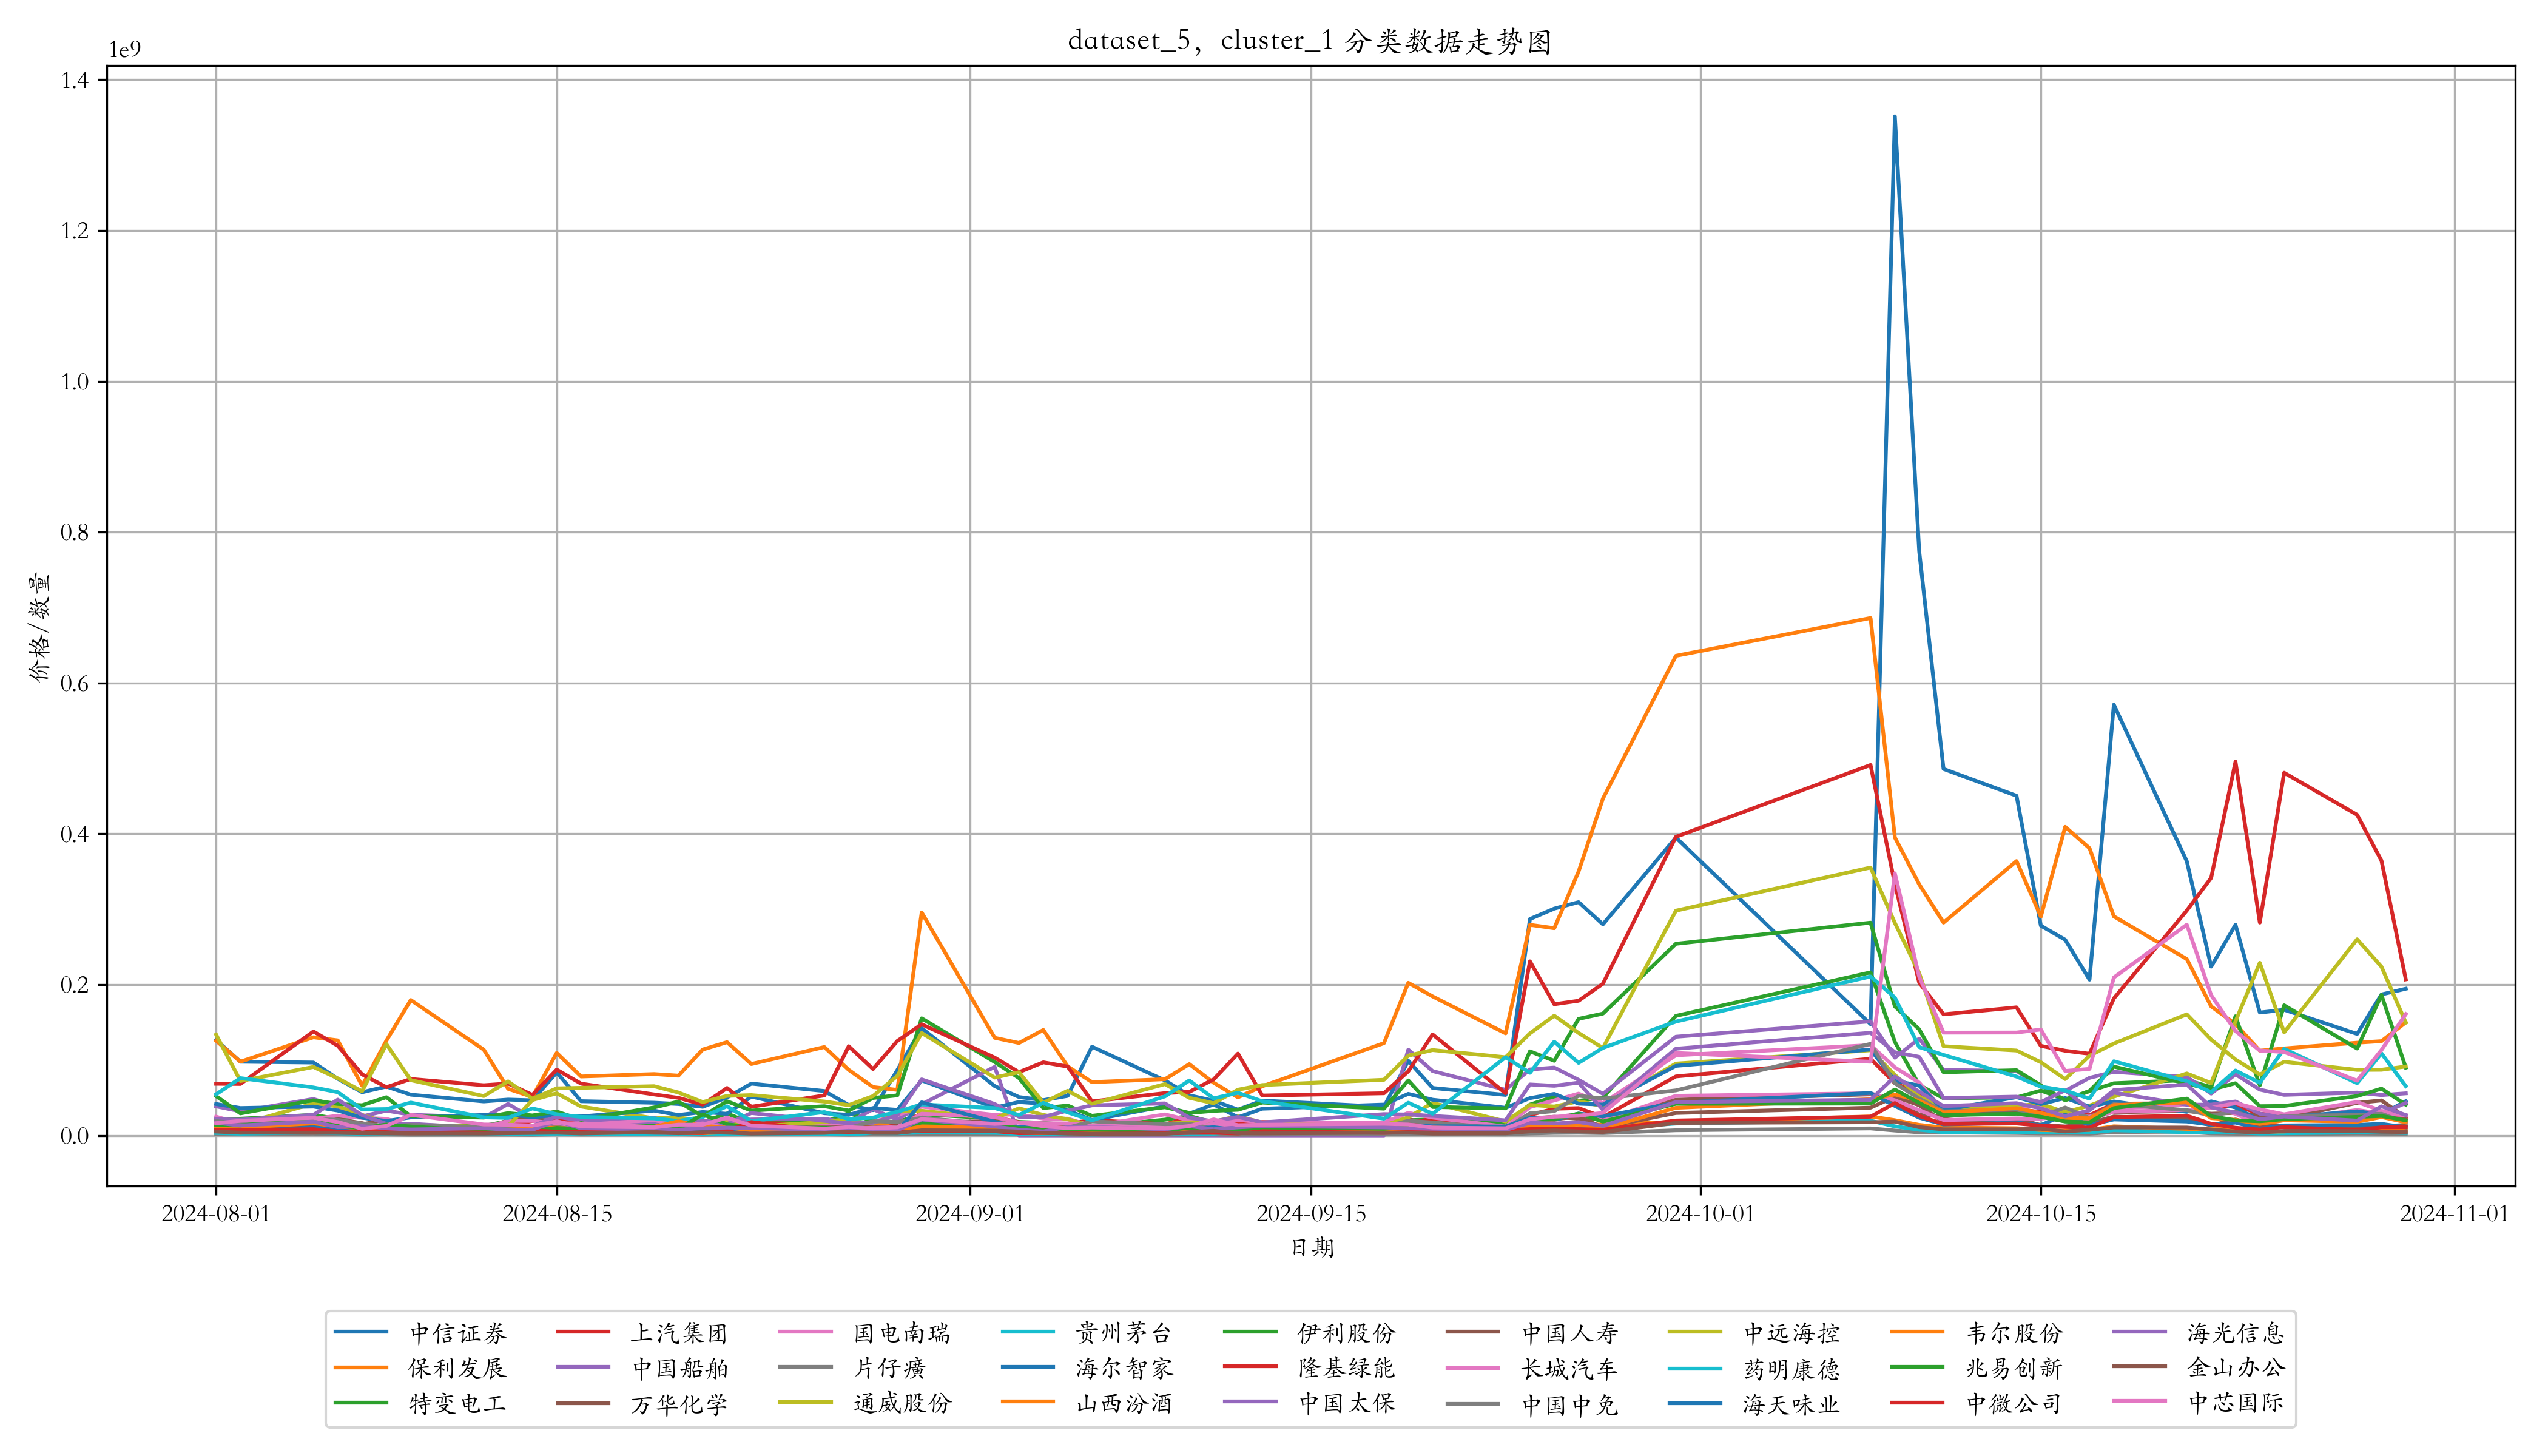 dataset_5，cluster_1 分类数据走势图
1e9
1.4
1.2
1.0
0.8
0.6
0.4
0.2
0.0
价格/数量
2024-08-01 2024-08-15 2024-09-01 2024-09-15 2024-10-01 2024-10-15 2024-11-01
日期
中信证券 上汽集团 国电南瑞 贵州茅台 伊利股份 中国人寿 中远海控 韦尔股份 海光信息
保利发展 中国船舶 片仔癀 海尔智家 隆基绿能 长城汽车 药明康德 兆易创新 金山办公
特变电工 万华化学 通威股份 山西汾酒 中国太保 中国中免 海天味业 中微公司 中芯国际